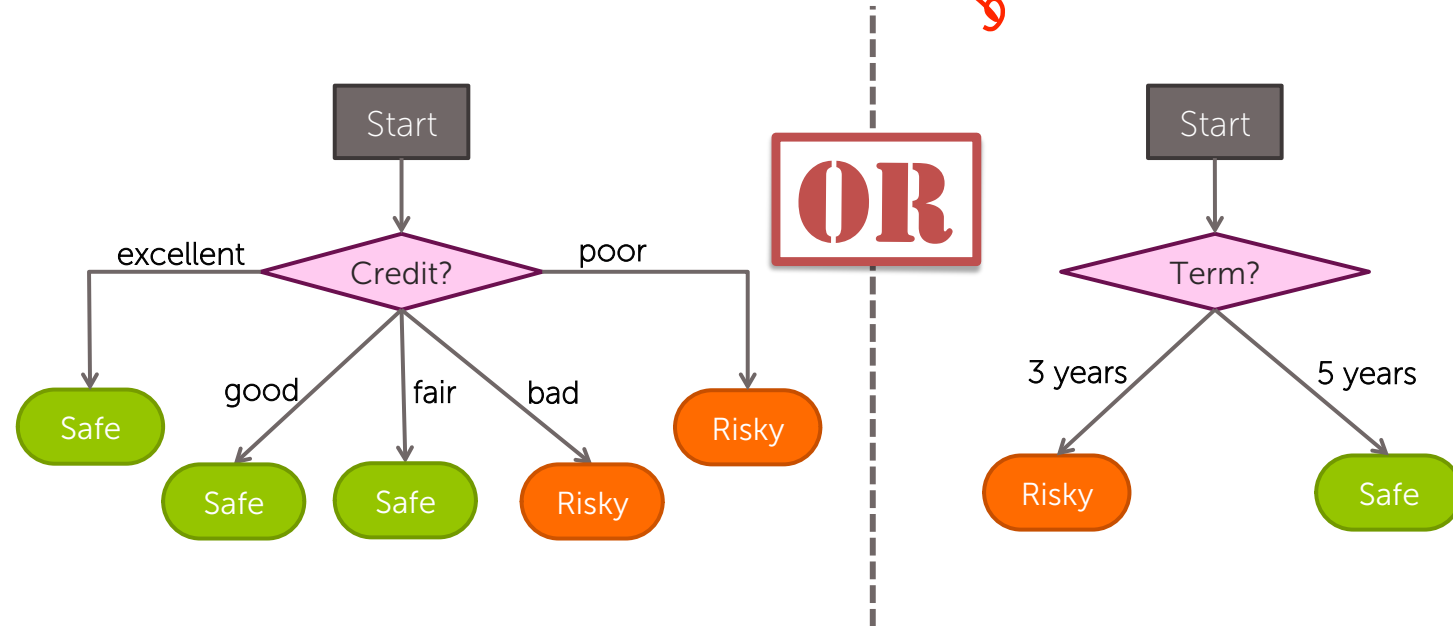 Start
Credit?
excellent
poor
good
fair
bad
Safe
Safe
Safe
Risky
Risky
OR
Start
Term?
3 years
5 years
Risky
Safe